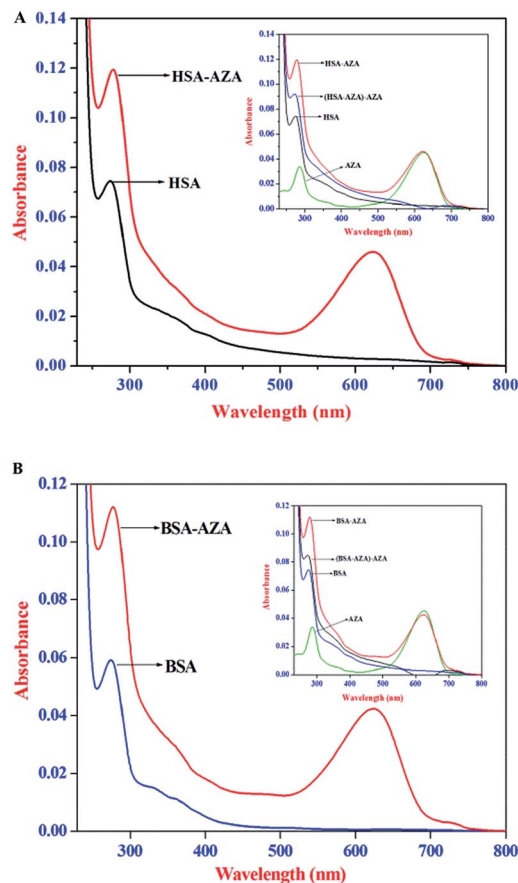 A
0.14
0.12
0.10
0.08
0.06
0.04
0.02
0.00
Absorbance
HSA-AZA
HSA
300 400 500 600 700 800
Wavelength (nm)
0.14
0.12
0.10
0.08
0.06
0.04
0.02
0.00
Absorbance
HSA-AZA
(HSA-AZA)-AZA
HSA
AZA
300 400 500 600 700 800
Wavelength (nm)
B
0.12
0.10
0.08
0.06
0.04
0.02
0.00
Absorbance
BSA-AZA
BSA
300 400 500 600 700 800
Wavelength (nm)
0.12
0.10
0.08
0.06
0.04
0.02
0.00
Absorbance
BSA-AZA
(BSA-AZA)-AZA
BSA
AZA
300 400 500 600 700 800
Wavelength (nm)